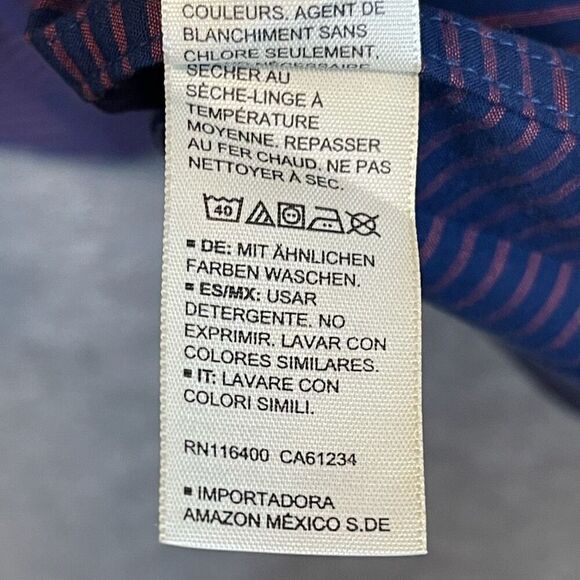 COULEURS. AGENT DE
BLANCHIMENT SANS
CHLORE SEULEMENT,
SÉCHER AU
SÈCHE-LINGE À
TEMPÉRATURE
MOYENNE. REPASSER
AU FER CHAUD. NE PAS
NETTOYER À SEC.
40
■ DE: MIT ÄHNLICHEN
FARBEN WASCHEN.
■ ES/MX: USAR
DETERGENTE. NO
EXPRIMIR. LAVAR CON
COLORES SIMILARES.
■ IT: LAVARE CON
COLORI SIMILI.
RN116400 CA61234
■ IMPORTADORA
AMAZON MÉXICO S.DE